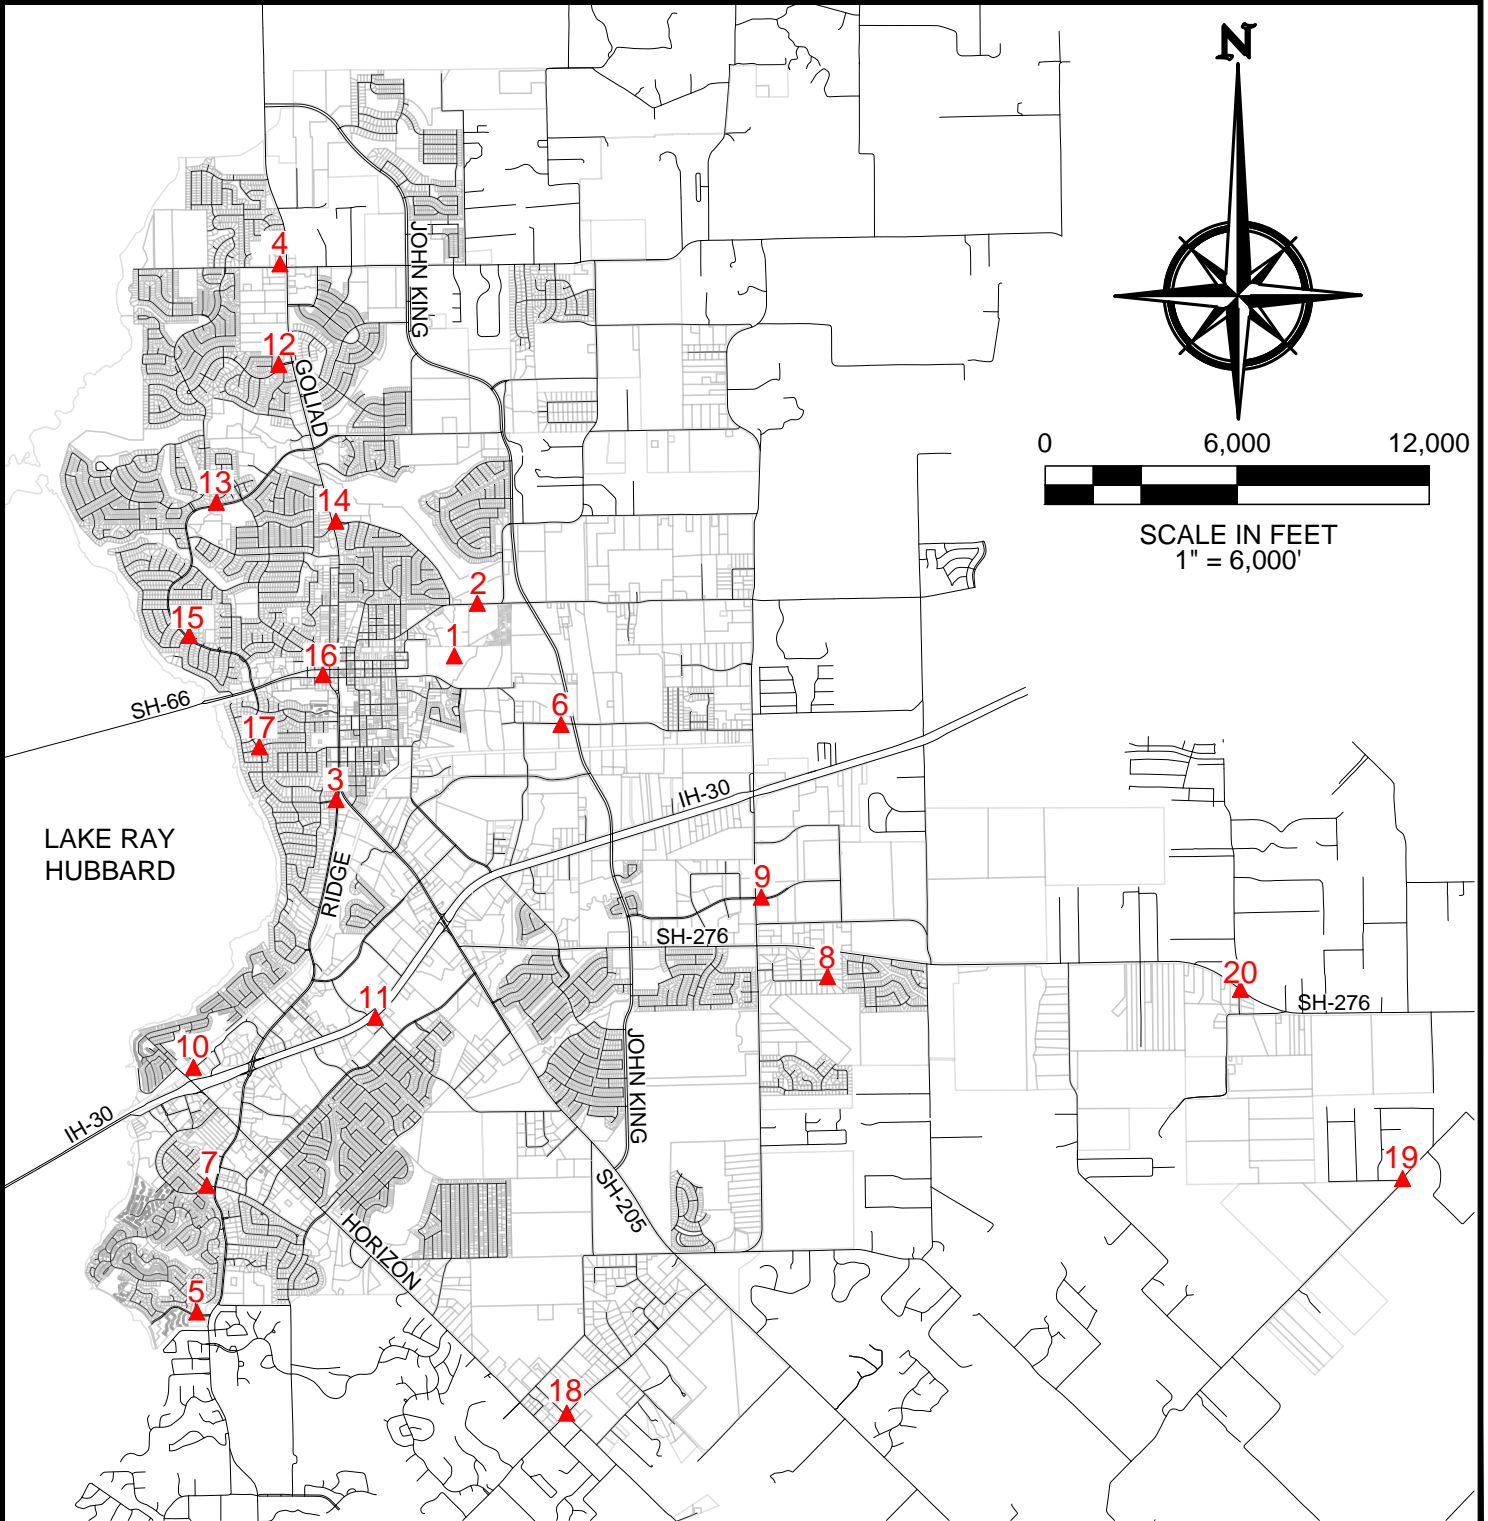 N
4
JOHN KING
12
GOLIAD
0 6,000 12,000
13
14
SCALE IN FEET
1" = 6,000'
2
15
1
16
SH-66
6
17
3
IH-30
LAKE RAY
HUBBARD
RIDGE
9
SH-276
8
20
SH-276
11
10
JOHN KING
IH-30
7
19
SH-205
HORIZON
5
18